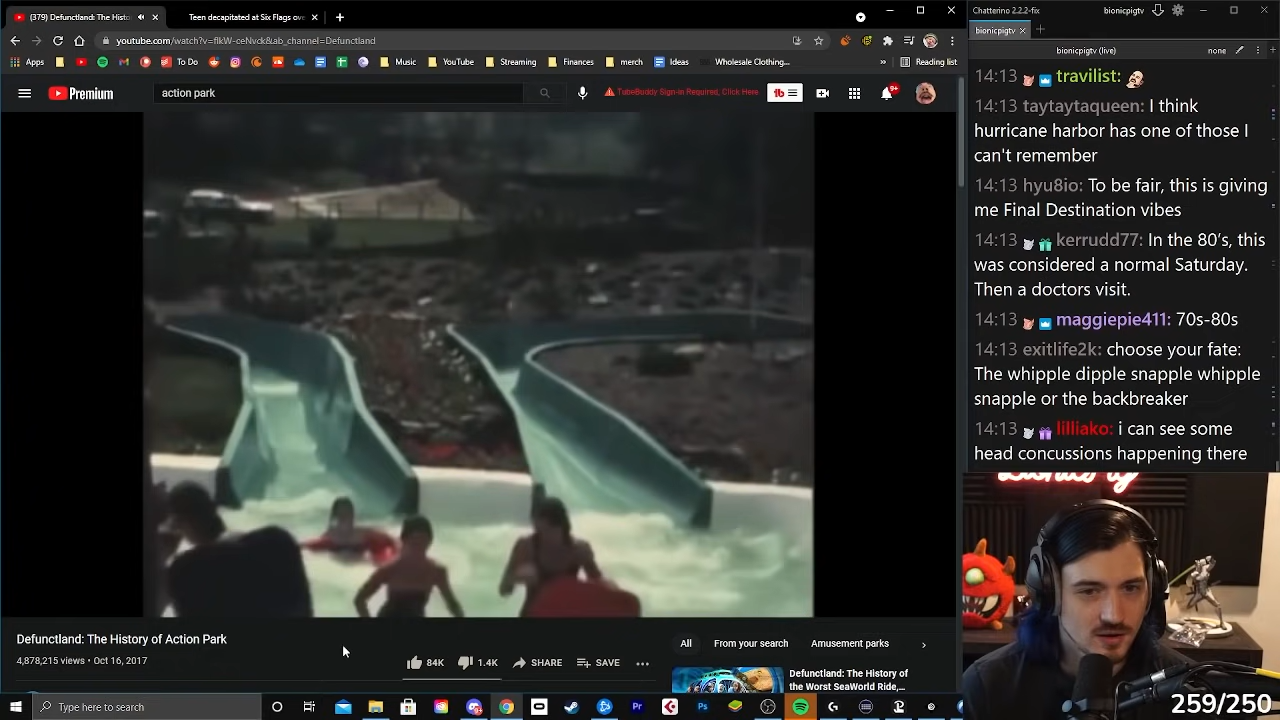 (379) Defunctland: The Histo
Teen decapitated at Six Flags ove
youtube.com/watch?v=flkW-ceNvck&ab_channel=Defunctland
Apps
To Do
Music
YouTube
Streaming
Finances
merch
Ideas
Wholesale Clothing...
»
Reading list
Premium
action park
TubeBuddy Sign-In Required, Click Here
tb
9+
Defunctland: The History of Action Park
4,878,215 views • Oct 16, 2017
84K
1.4K
SHARE
SAVE
All
From your search
Amusement parks
Defunctland: The History of
the Worst SeaWorld Ride,...
Type here to search
Chatterino 2.2.2-fix
bionicpigtv
bionicpigtv
bionicpigtv (live)
none
14:13 travilist:
14:13 taytaytaqueen: I think
hurricane harbor has one of those I
can't remember
14:13 hyu8io: To be fair, this is giving
me Final Destination vibes
14:13 kerrudd77: In the 80's, this
was considered a normal Saturday.
Then a doctors visit.
14:13 maggiepie411: 70s-80s
14:13 exitlife2k: choose your fate:
The whipple dipple snapple whipple
snapple or the backbreaker
14:13 lilliako: i can see some
head concussions happening there
259/250